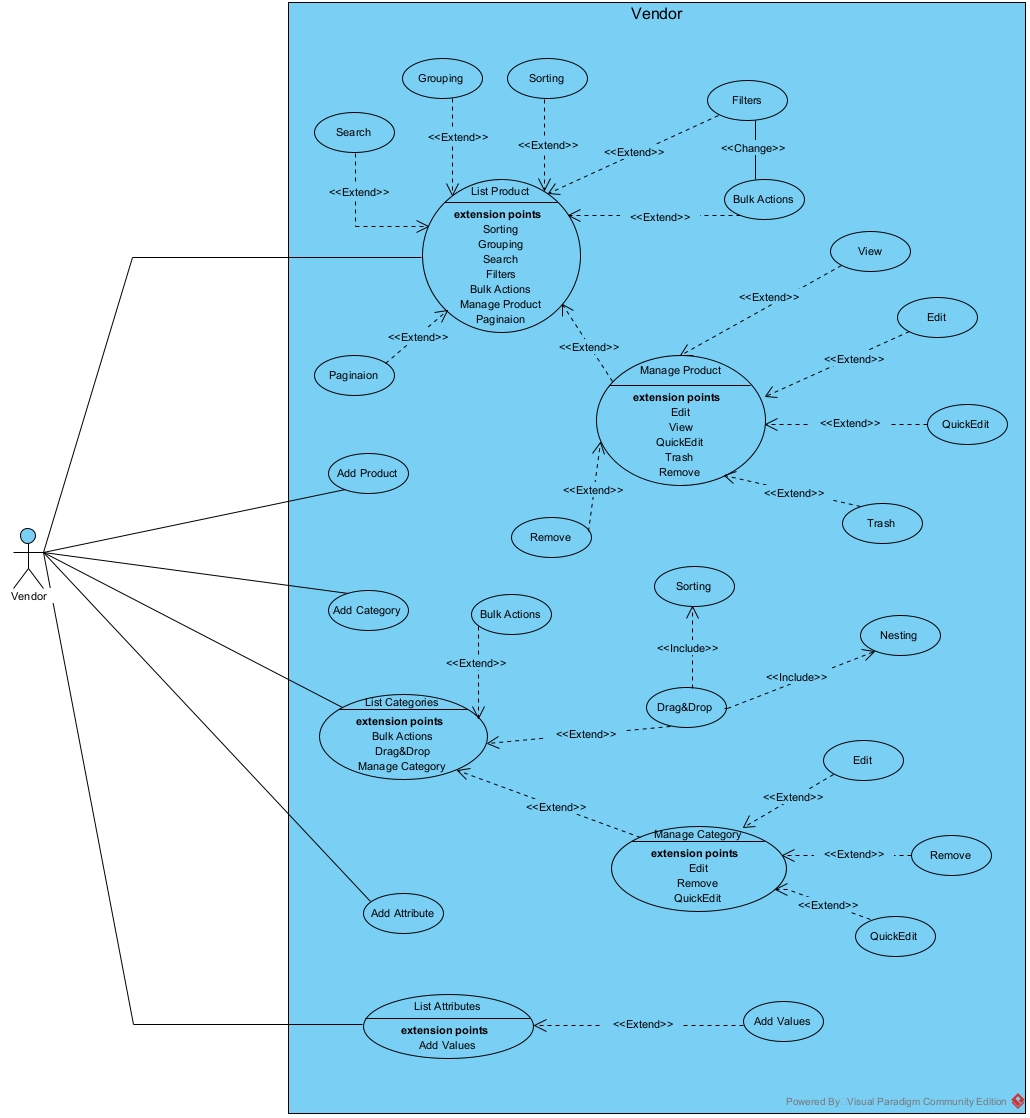 Vendor
Grouping
Sorting
Filters
Search
<<Extend>>
<<Extend>>
<<Extend>>
<<Change>>
<<Extend>>
List Product
extension points
Sorting
Grouping
Search
Filters
Bulk Actions
Manage Product
Paginaion
Bulk Actions
<<Extend>>
<<Extend>>
Paginaion
<<Extend>>
View
<<Extend>>
Edit
<<Extend>>
Manage Product
extension points
Edit
View
QuickEdit
Trash
Remove
<<Extend>>
QuickEdit
<<Extend>>
Trash
<<Extend>>
Remove
Add Product
Vendor
Add Category
Bulk Actions
<<Extend>>
Sorting
<<Include>>
Nesting
<<Include>>
Drag&Drop
<<Extend>>
List Categories
extension points
Bulk Actions
Drag&Drop
Manage Category
<<Extend>>
Edit
<<Extend>>
Manage Category
extension points
Edit
Remove
QuickEdit
<<Extend>>
Remove
<<Extend>>
QuickEdit
Add Attribute
List Attributes
extension points
Add Values
<<Extend>>
Add Values
Powered By Visual Paradigm Community Edition